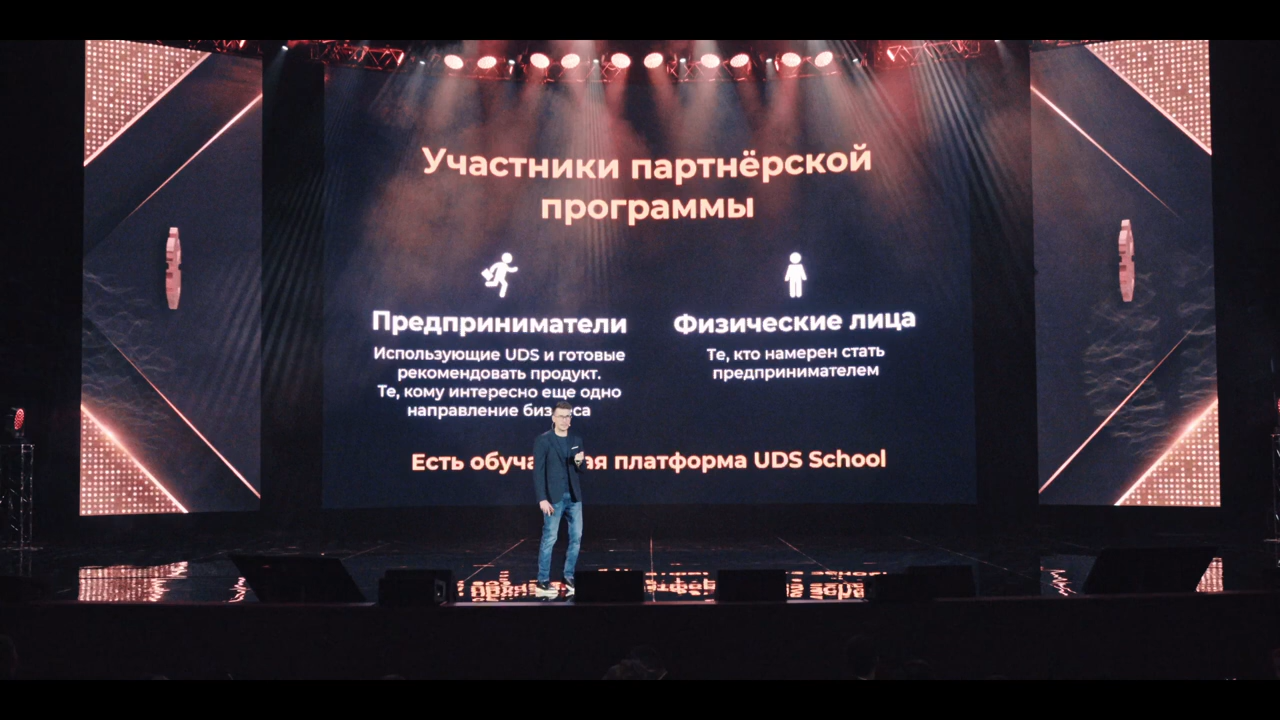 Участники партнёрской
программы
Предприниматели
Физические лица
Использующие UDS и готовые
рекомендовать продукт.
Те, кому интересно еще одно
направление
Те, кто намерен стать
предпринимателем
Есть платформа UDS School